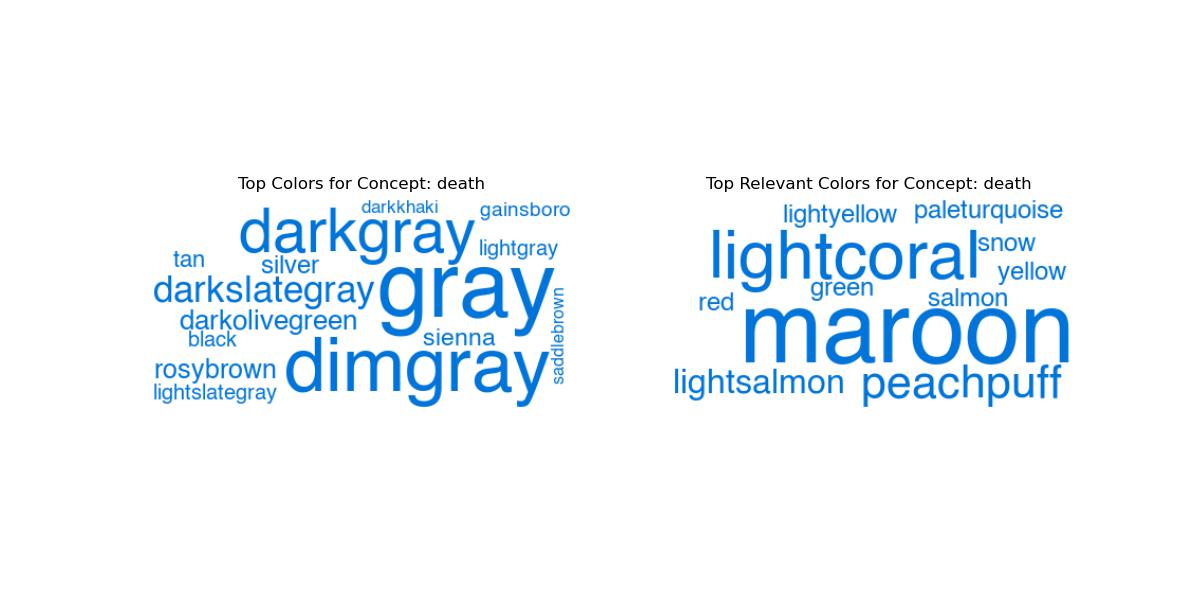 Top Colors for Concept: death
darkkhaki
gainsboro
darkgray
lightgray
tan
silver
gray
darkslategray
darkolivegreen
black
sienna
saddlebrown
rosybrown
dimgray
lightslategray
Top Relevant Colors for Concept: death
lightyellow
paleturquoise
lightcoral
snow
yellow
green
red
salmon
maroon
lightsalmon
peachpuff